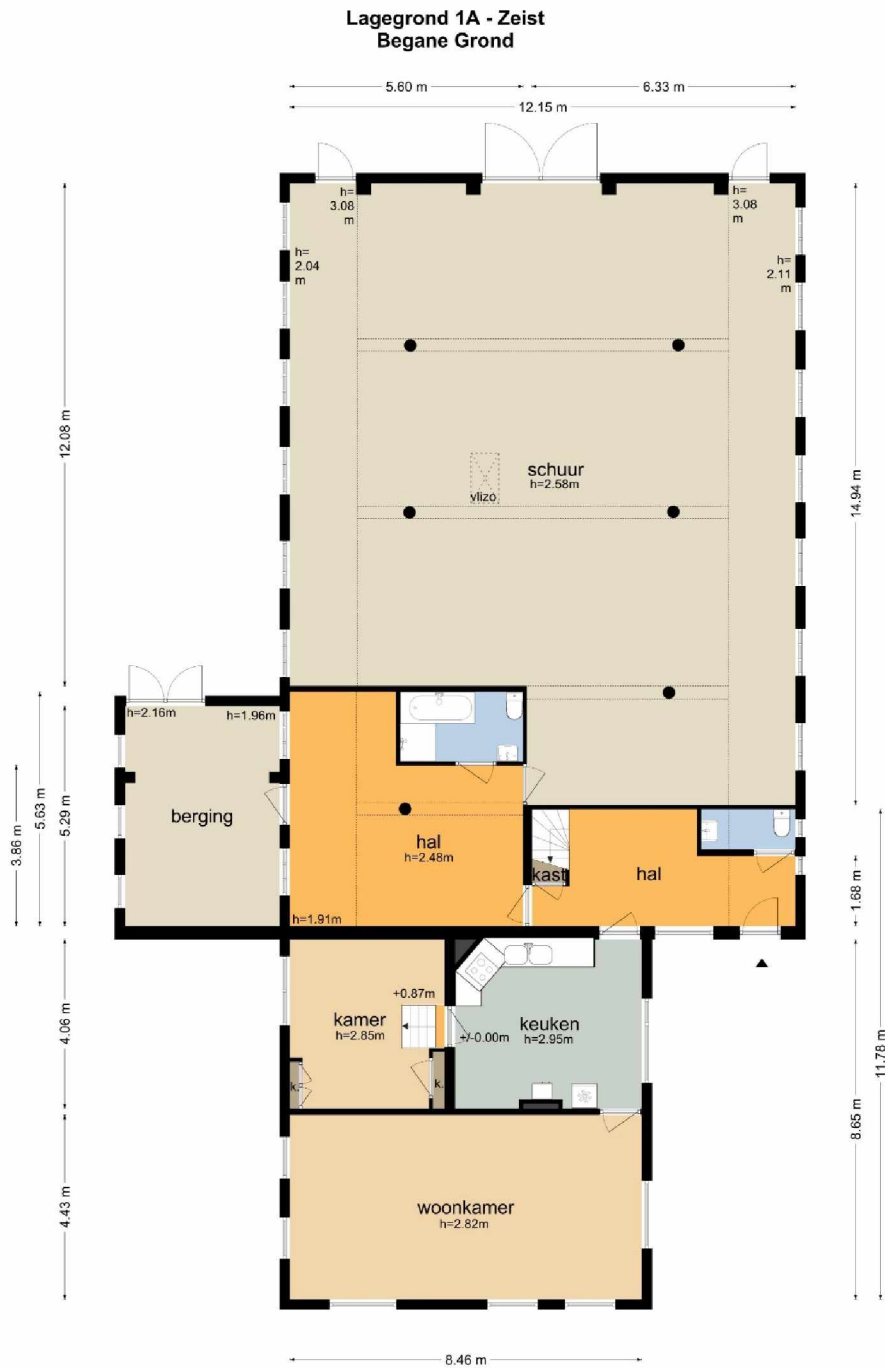 Lagegrond 1A - Zeist
Begane Grond
5.60 m
6.33 m
12.15 m
h=
3.08
m
h=
3.08
m
h=
2.04
m
h=
2.11
m
12.08 m
14.94 m
schuur
h=2.58m
vlizo
h=2.16m
h=1.96m
berging
5.63 m
5.29 m
3.86 m
hal
h=2.48m
h=1.91m
kast
hal
1.68 m
+0.87m
kamer
h=2.85m
+/-0.00m
keuken
h=2.95m
k.
k.
4.06 m
11.78 m
8.65 m
woonkamer
h=2.82m
4.43 m
8.46 m